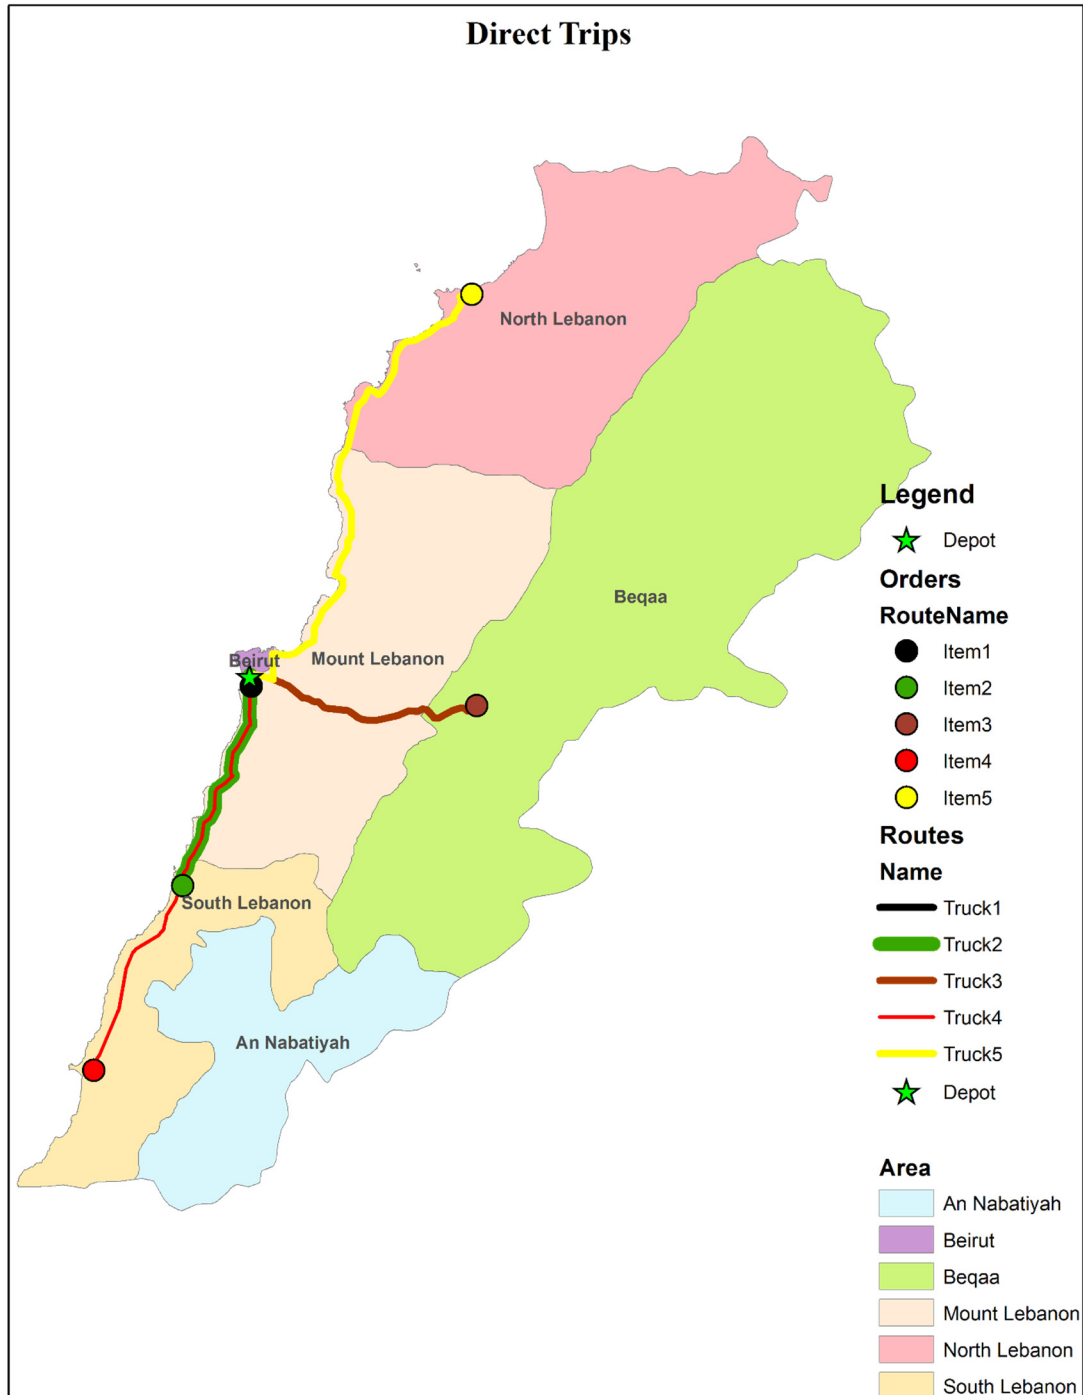 Direct Trips
North Lebanon
Beqaa
Beirut
Mount Lebanon
South Lebanon
An Nabatiyah
Legend
Depot
Orders
RouteName
Item1
Item2
Item3
Item4
Item5
Routes
Name
Truck1
Truck2
Truck3
Truck4
Truck5
Depot
Area
An Nabatiyah
Beirut
Beqaa
Mount Lebanon
North Lebanon
South Lebanon